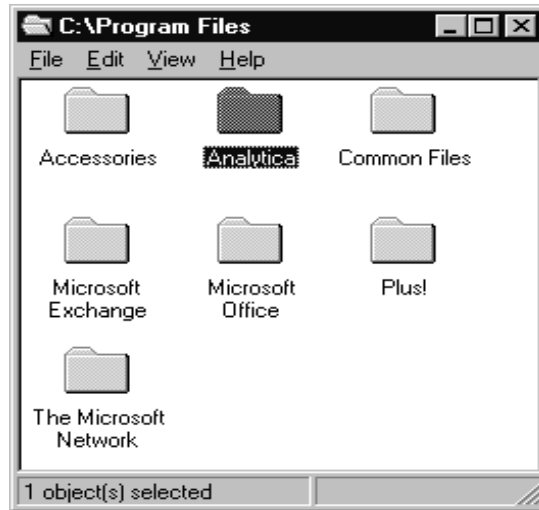 C:\Program Files
File Edit View Help
Accessories Analytica Common Files
Microsoft Exchange
Microsoft Office
Plus!
The Microsoft
Network
1 object(s) selected